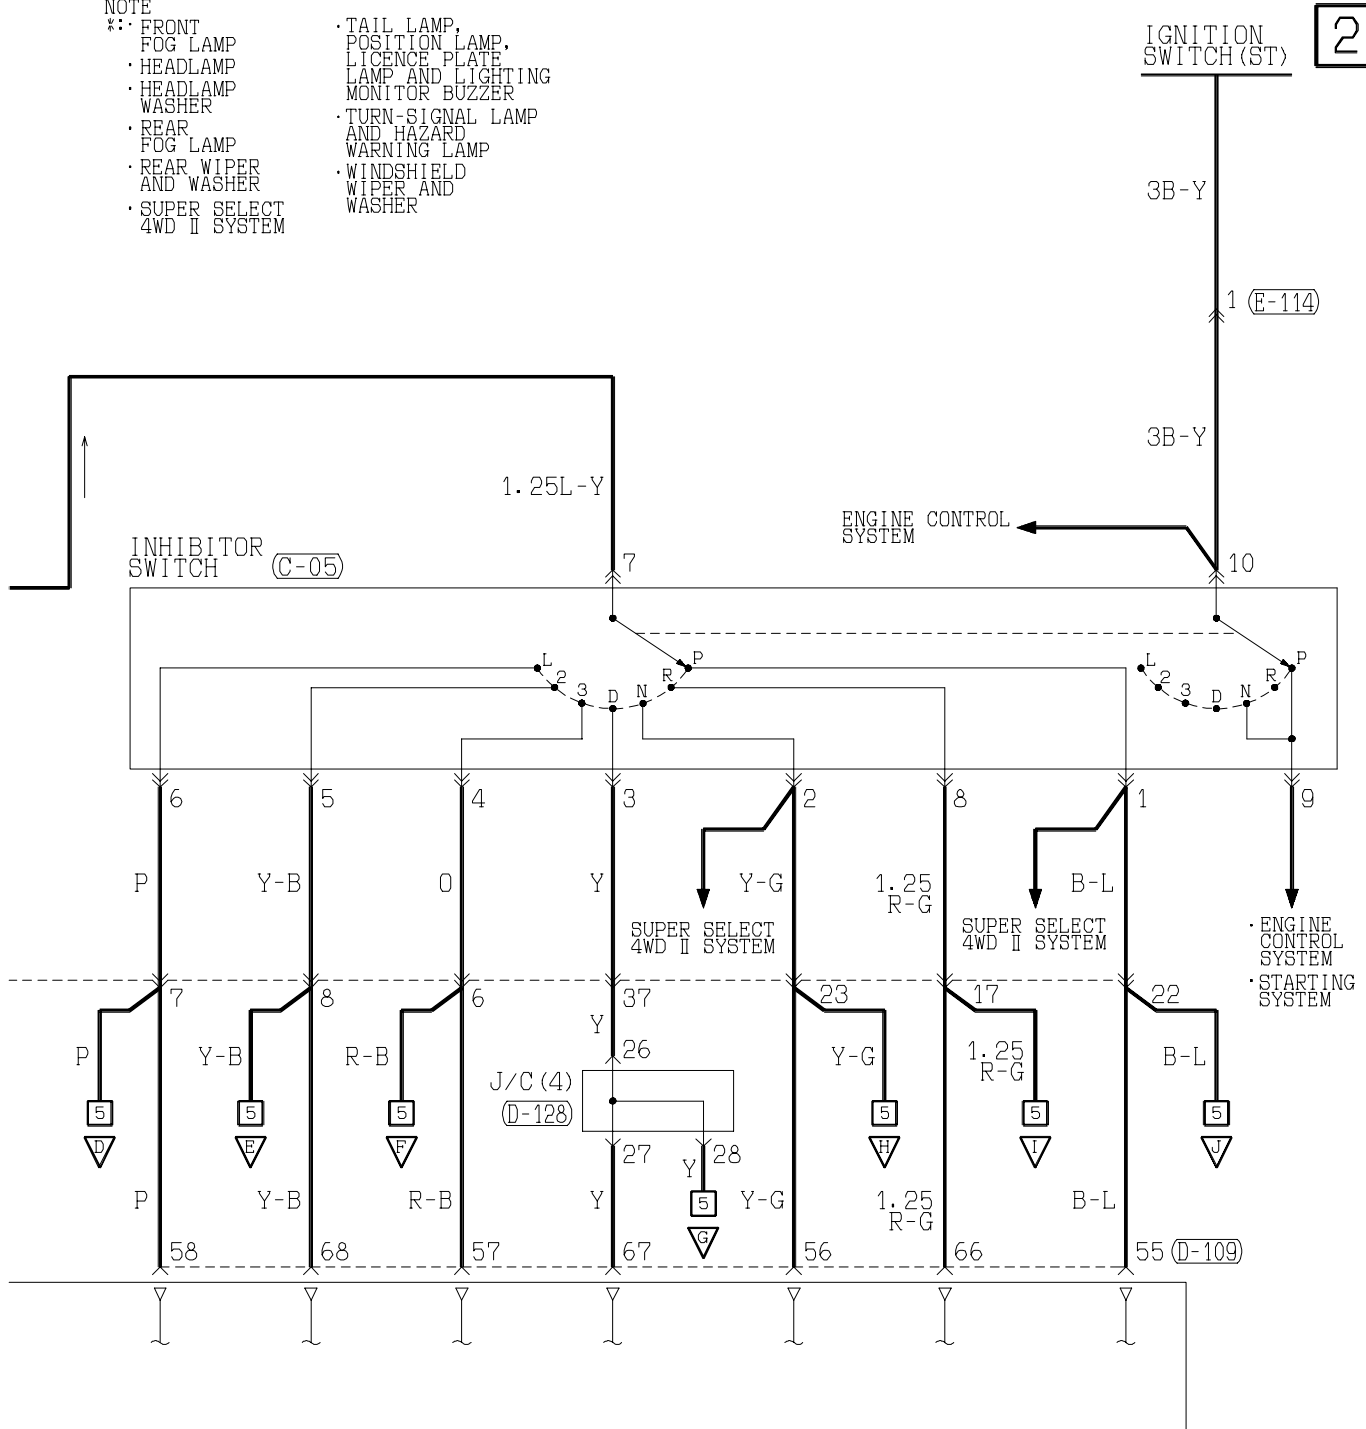 NOTE
*: · FRONT
FOG LAMP
· HEADLAMP
· HEADLAMP
WASHER
· REAR
FOG LAMP
· REAR WIPER
AND WASHER
· SUPER SELECT
4WD Ⅱ SYSTEM
· TAIL LAMP,
POSITION LAMP,
LICENCE PLATE
LAMP AND LIGHTING
MONITOR BUZZER
· TURN-SIGNAL LAMP
AND HAZARD
WARNING LAMP
· WINDSHIELD
WIPER AND
WASHER
IGNITION
SWITCH(ST)
2
3B-Y
1 E-114
3B-Y
1.25L-Y
ENGINE CONTROL
SYSTEM
INHIBITOR
SWITCH C-05
7
10
L 2 3 D N R P
L 2 3 D N R P
6 5 4 3 2 8 1 9
P Y-B O Y Y-G 1.25 R-G B-L
SUPER SELECT
4WD Ⅱ SYSTEM
SUPER SELECT
4WD Ⅱ SYSTEM
· ENGINE
CONTROL
SYSTEM
· STARTING
SYSTEM
7 8 6 37 23 17 22
P Y-B R-B Y Y-G 1.25 R-G B-L
26
J/C(4)
D-128
5 5 5 5 5 5
D E F H I J
27 28
Y
5
G
P Y-B R-B Y Y-G 1.25 R-G B-L
58 68 57 67 56 66 55 D-109